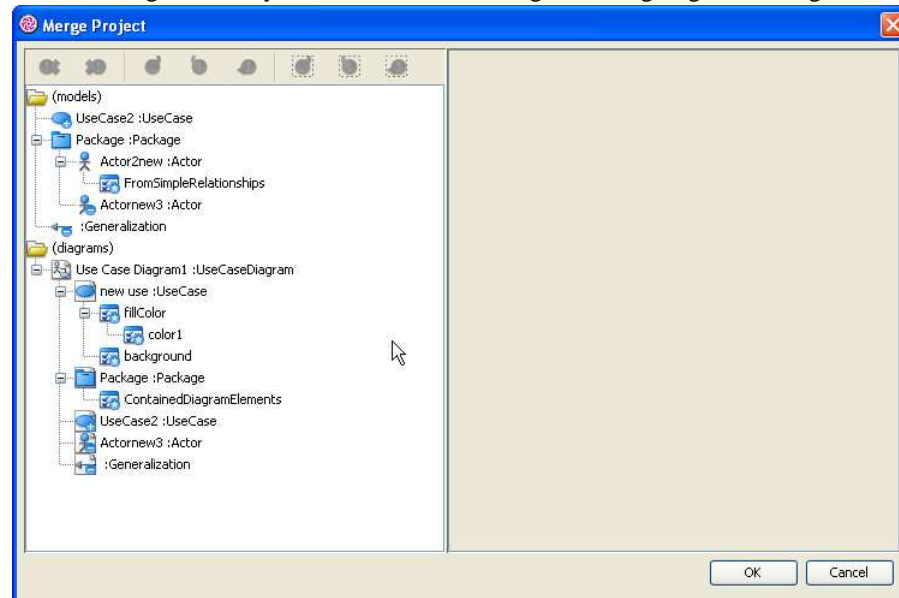 Merge Project
(models)
UseCase2 :UseCase
Package :Package
Actor2new :Actor
FromSimpleRelationships
Actornew3 :Actor
:Generalization
(diagrams)
Use Case Diagram1 :UseCaseDiagram
new use :UseCase
fillColor
color1
background
Package :Package
ContainedDiagramElements
UseCase2 :UseCase
Actornew3 :Actor
:Generalization
OK Cancel